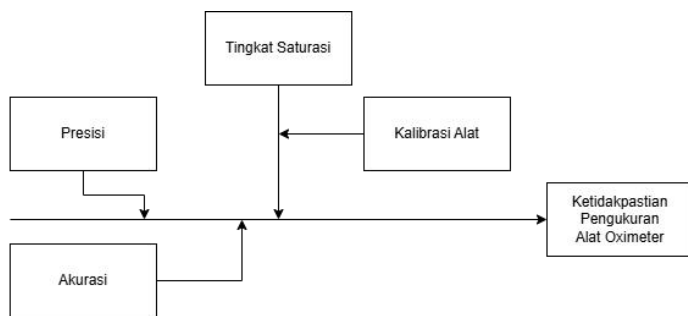 Tingkat Saturasi
Presisi
Kalibrasi Alat
Ketidakpastian
Pengukuran
Alat Oximeter
Akurasi